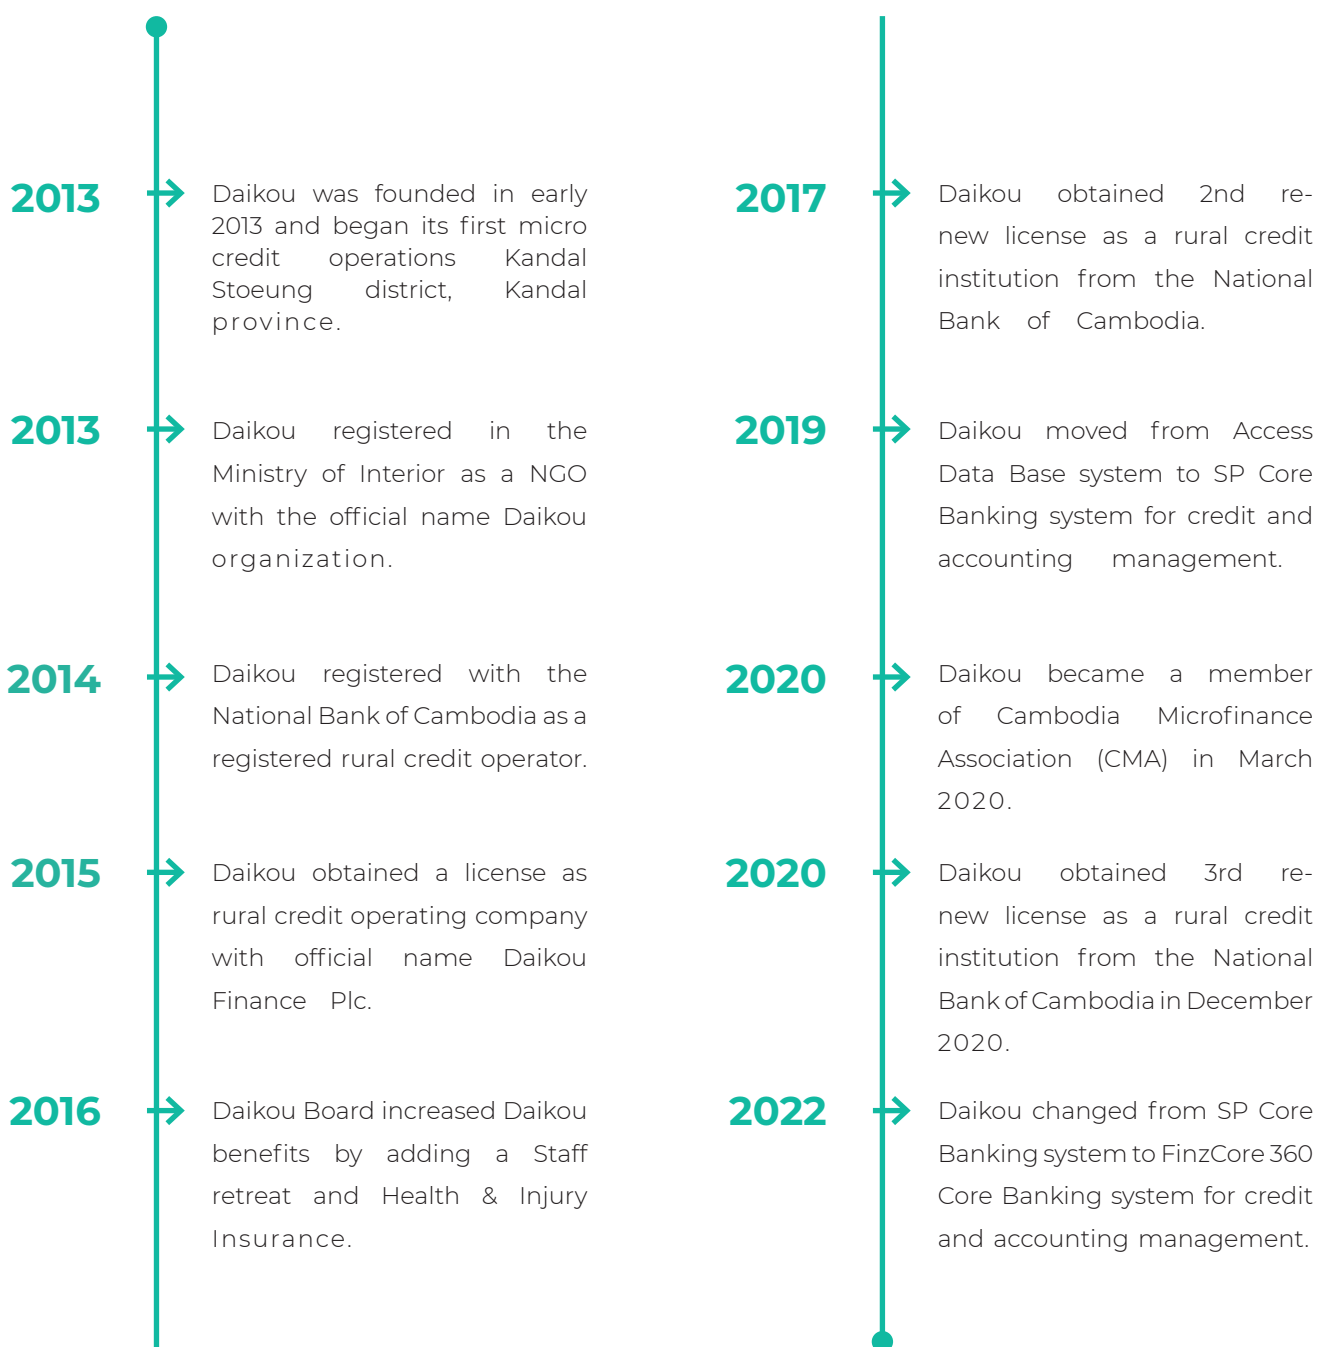 2013
Daikou was founded in early
2013 and began its first micro
credit operations Kandal
Stoeung district, Kandal
province.
2013
Daikou registered in the
Ministry of Interior as a NGO
with the official name Daikou
organization.
2014
Daikou registered with the
National Bank of Cambodia as a
registered rural credit operator.
2015
Daikou obtained a license as
rural credit operating company
with official name Daikou
Finance Plc.
2016
Daikou Board increased Daikou
benefits by adding a Staff
retreat and Health & Injury
Insurance.
2017
Daikou obtained 2nd re-
new license as a rural credit
institution from the National
Bank of Cambodia.
2019
Daikou moved from Access
Data Base system to SP Core
Banking system for credit and
accounting management.
2020
Daikou became a member
of Cambodia Microfinance
Association (CMA) in March
2020.
2020
Daikou obtained 3rd re-
new license as a rural credit
institution from the National
Bank of Cambodia in December
2020.
2022
Daikou changed from SP Core
Banking system to FinzCore 360
Core Banking system for credit
and accounting management.